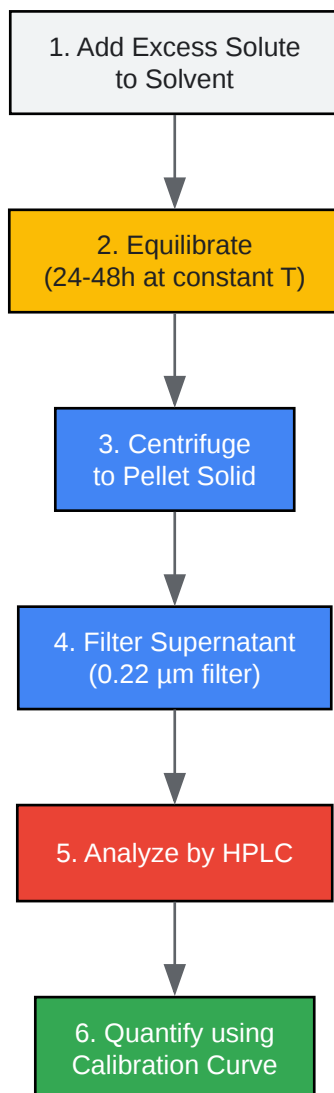 1. Add Excess Solute
to Solvent
2. Equilibrate
(24-48h at constant T)
3. Centrifuge
to Pellet Solid
4. Filter Supernatant
(0.22 µm filter)
5. Analyze by HPLC
6. Quantify using
Calibration Curve